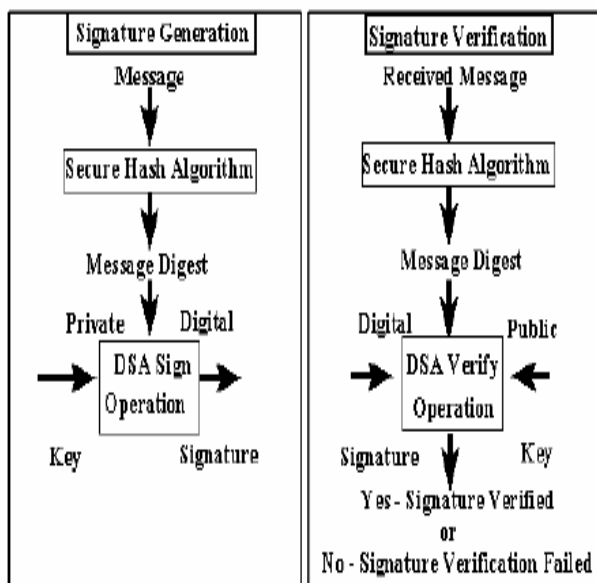 Signature Generation
Message
Secure Hash Algorithm
Message Digest
Private Digital
DSA Sign
Operation
Key Signature
Signature Verification
Received Message
Secure Hash Algorithm
Message Digest
Digital Public
DSA Verify
Operation
Signature Key
Yes - Signature Verified
or
No - Signature Verification Failed